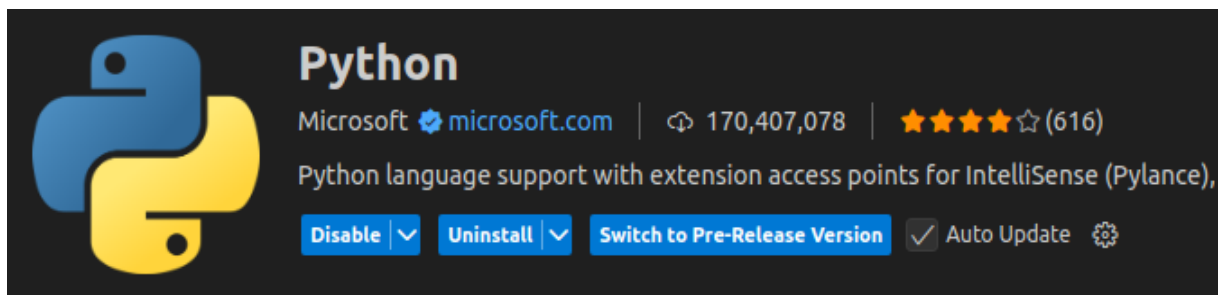 Python
Microsoft microsoft.com 170,407,078 (616)
Python language support with extension access points for IntelliSense (Pylance),
Disable Uninstall Switch to Pre-Release Version Auto Update